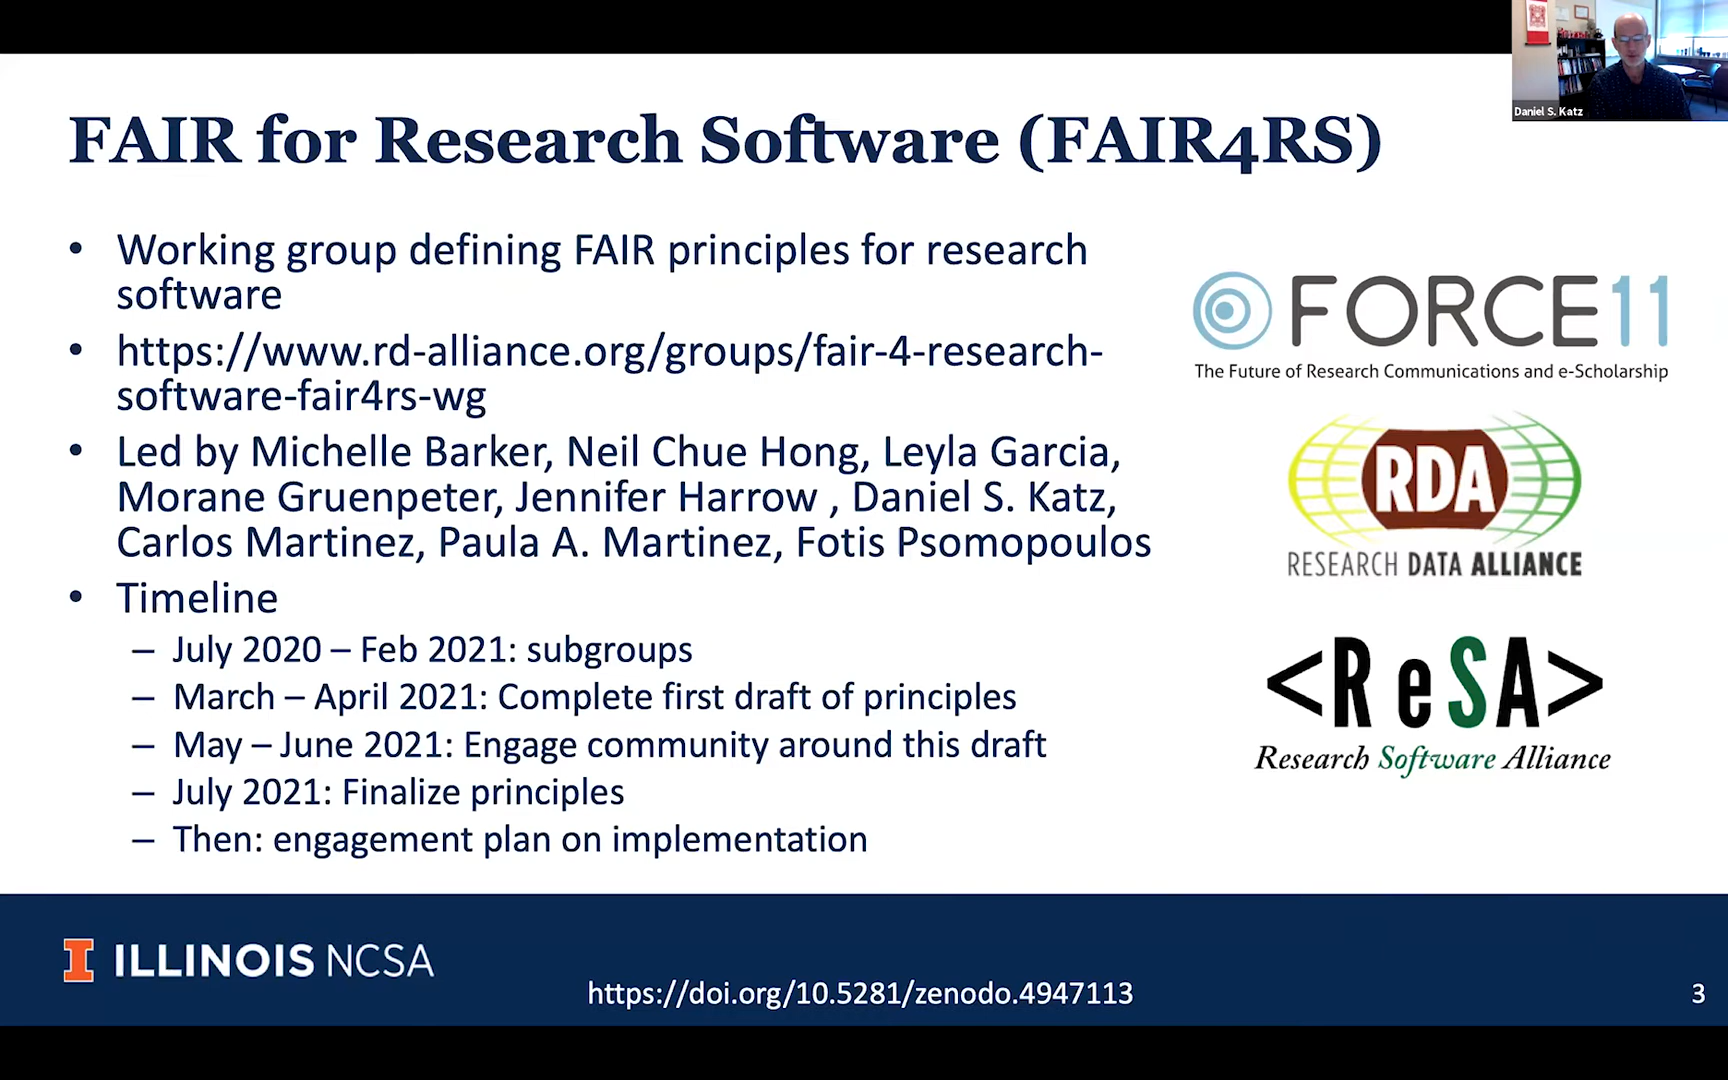 Daniel S. Katz
FAIR for Research Software (FAIR4RS)
• Working group defining FAIR principles for research
software
• https://www.rd-alliance.org/groups/fair-4-research-
software-fair4rs-wg
• Led by Michelle Barker, Neil Chue Hong, Leyla Garcia,
Morane Gruenpeter, Jennifer Harrow , Daniel S. Katz,
Carlos Martinez, Paula A. Martinez, Fotis Psomopoulos
• Timeline
– July 2020 – Feb 2021: subgroups
– March – April 2021: Complete first draft of principles
– May – June 2021: Engage community around this draft
– July 2021: Finalize principles
– Then: engagement plan on implementation
FORCE11
The Future of Research Communications and e-Scholarship
RDA
RESEARCH DATA ALLIANCE
<ReSA>
Research Software Alliance
I ILLINOIS NCSA
https://doi.org/10.5281/zenodo.4947113
3